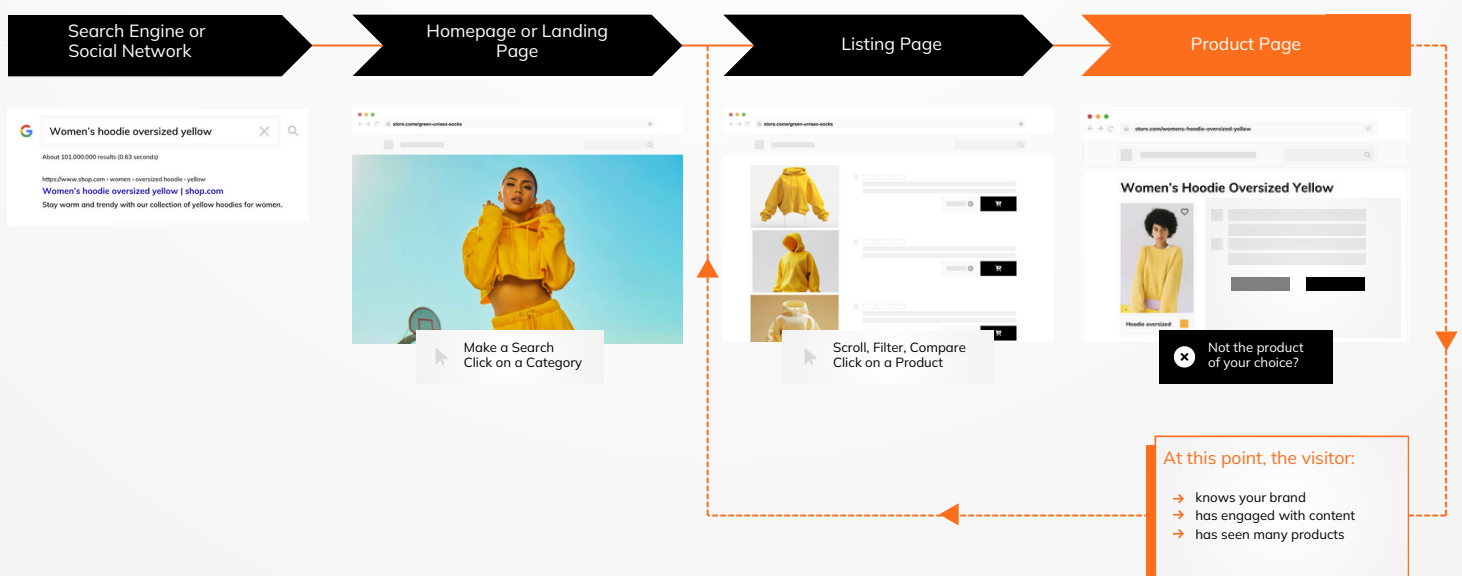 Search Engine or
Social Network
Homepage or Landing
Page
Listing Page
Product Page
Women's hoodie oversized yellow
About 101.000.000 results (0.63 seconds)
https://www.shop.com › women › oversized hoodie › yellow
Women's hoodie oversized yellow | shop.com
Stay warm and trendy with our collection of yellow hoodies for women.
store.come/green-unisex-socks
Make a Search
Click on a Category
store.come/green-unisex-socks
Scroll, Filter, Compare
Click on a Product
store.com/womens-hoodie-oversized-yellow
Women's Hoodie Oversized Yellow
Hoodie oversized
Not the product
of your choice?
At this point, the visitor:
knows your brand
has engaged with content
has seen many products